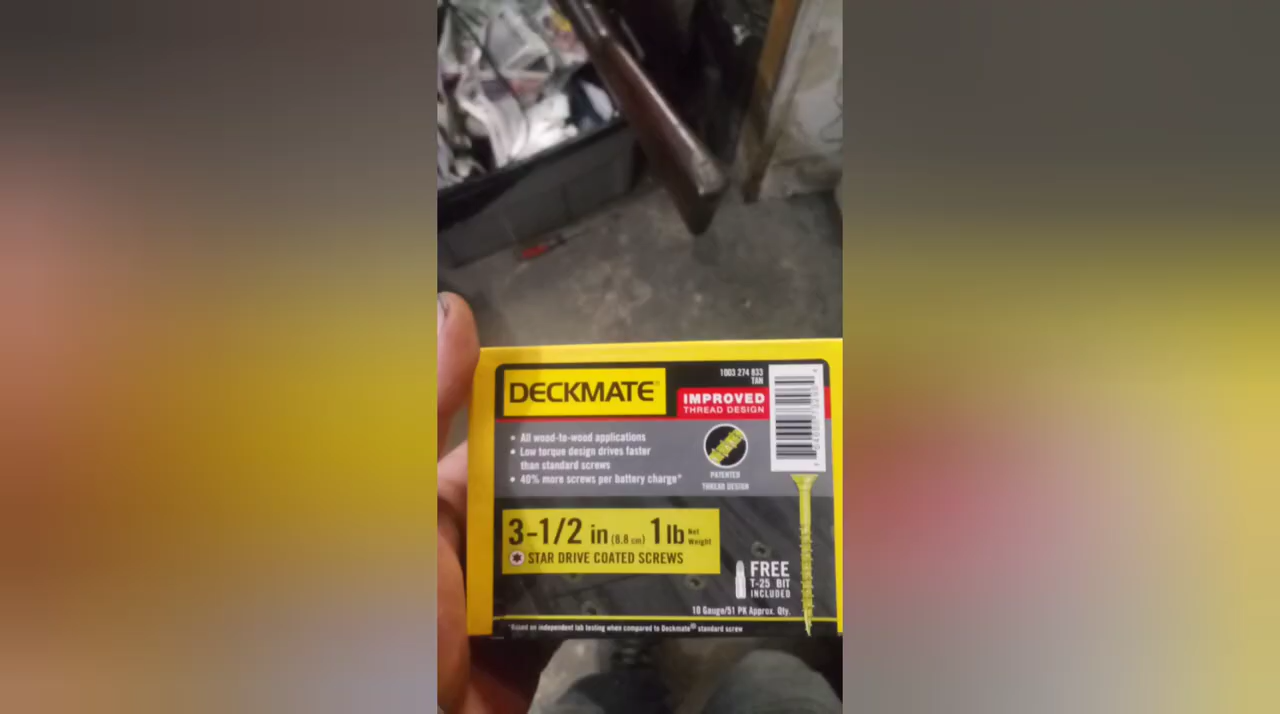 1003 274 833
TAN
DECKMATE®
IMPROVED
THREAD DESIGN
• All wood-to-wood applications
• Low torque design drives faster
than standard screws
• 40% more screws per battery charge*
PATENTED
THREAD DESIGN
3-1/2 in (8.8 cm) 1 lb Net Weight
STAR DRIVE COATED SCREWS
FREE
T-25 BIT
INCLUDED
10 Gauge/51 PK Approx. Qty.
*Based on independent lab testing when compared to Deckmate® standard screw